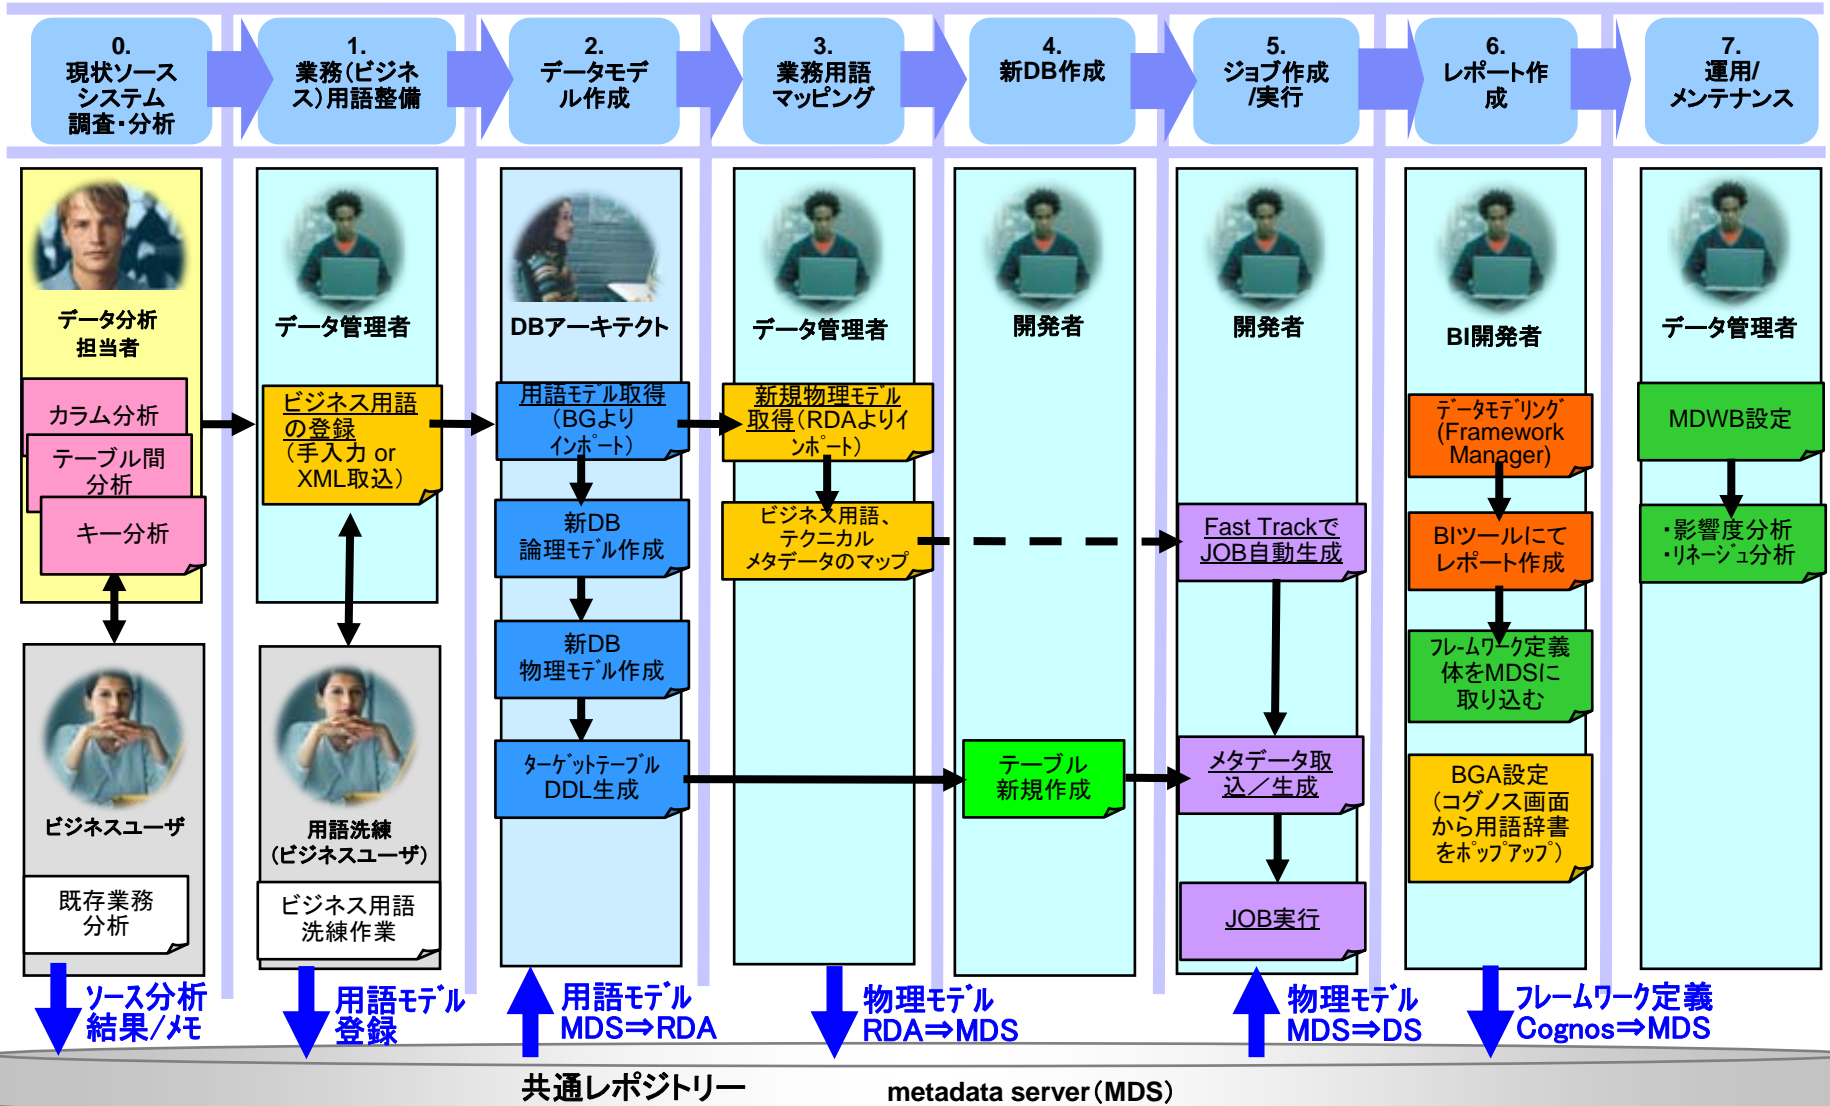 0.
現状ソース
システム
調査・分析
1.
業務（ビジネ
ス）用語整備
2.
データモデ
ル作成
3.
業務用語
マッピング
4.
新DB作成
5.
ジョブ作成
/実行
6.
レポート作
成
7.
運用/
メンテナンス
データ分析
担当者
カラム分析
テーブル間
分析
キー分析
ビジネスユーザ
既存業務
分析
データ管理者
ビジネス用語
の登録
（手入力 or
XML取込）
用語洗練
（ビジネスユーザ）
ビジネス用語
洗練作業
DBアーキテクト
用語ﾓﾃﾞﾙ取得
（BGより
ｲﾝﾎﾟｰﾄ）
新DB
論理モデル作成
新DB
物理ﾓﾃﾞﾙ作成
ﾀｰｹﾞｯﾄﾃｰﾌﾞﾙ
DDL生成
データ管理者
新規物理ﾓﾃﾞﾙ
取得（RDAよりｲ
ﾝﾎﾟｰﾄ）
ビジネス用語、
テクニカル
メタデータのマップ
開発者
テーブル
新規作成
開発者
Fast Trackで
JOB自動生成
メタデータ取
込／生成
JOB実行
BI開発者
ﾃﾞｰﾀﾓﾃﾞﾘﾝｸﾞ
(Framework
Manager)
BIツールにて
レポート作成
ﾌﾚｰﾑﾜｰｸ定義
体をMDSに
取り込む
BGA設定
（コグノス画面
から用語辞書
をﾎﾟｯﾌﾟｱｯﾌﾟ）
データ管理者
MDWB設定
・影響度分析
・ﾘﾈｰｼﾞｭ分析
ｿｰｽ分析
結果/ﾒﾓ
用語ﾓﾃﾞﾙ
登録
用語ﾓﾃﾞﾙ
MDS⇒RDA
物理ﾓﾃﾞﾙ
RDA⇒MDS
物理ﾓﾃﾞﾙ
MDS⇒DS
ﾌﾚｰﾑﾜｰｸ定義
Cognos⇒MDS
共通レポジトリー
metadata server（MDS）